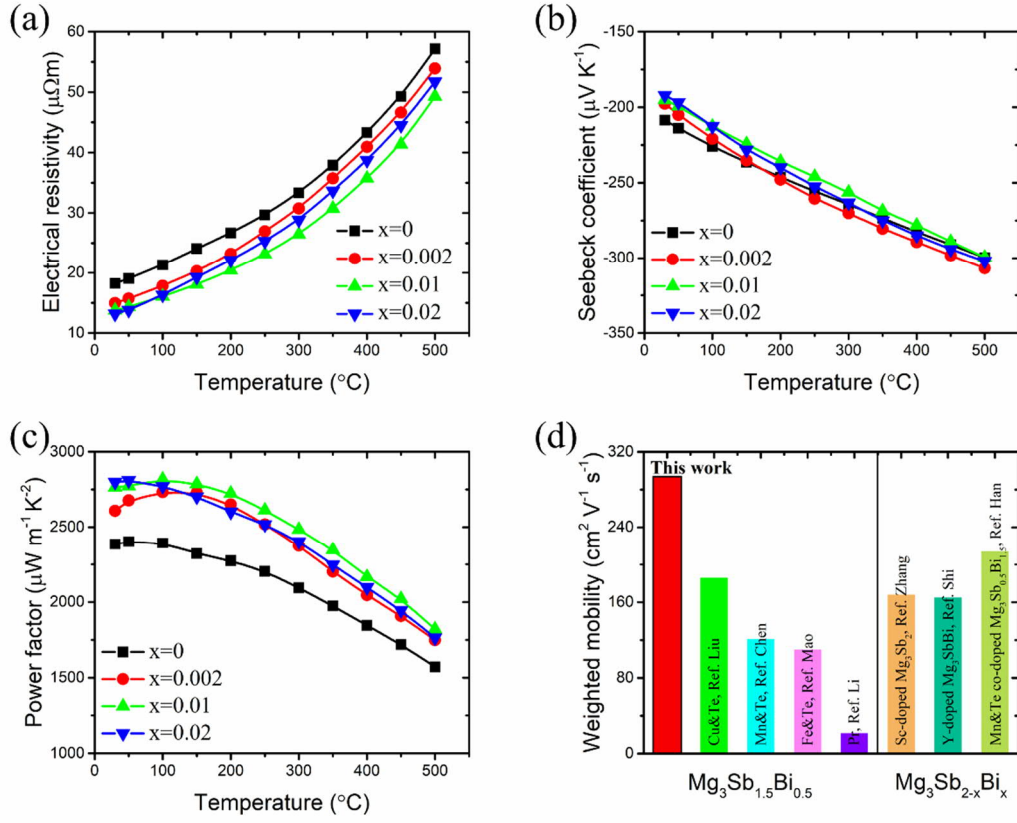 (a)
60
50
40
30
20
10
0 100 200 300 400 500
Electrical resistivity (μΩm)
Temperature (°C)
x=0
x=0.002
x=0.01
x=0.02
(b)
-150
-200
-250
-300
-350
0 100 200 300 400 500
Seebeck coefficient (μV K⁻¹)
Temperature (°C)
x=0
x=0.002
x=0.01
x=0.02
(c)
3000
2500
2000
1500
1000
0 100 200 300 400 500
Power factor (μW m⁻¹ K⁻²)
Temperature (°C)
x=0
x=0.002
x=0.01
x=0.02
(d)
320
240
160
80
0
Weighted mobility (cm² V⁻¹ s⁻¹)
This work
Cu&Te, Ref. Liu
Mn&Te, Ref. Chen
Fe&Te, Ref. Mao
Pr, Ref. Li
Sc-doped Mg₃Sb₂, Ref. Zhang
Y-doped Mg₃SbBi, Ref. Shi
Mn&Te co-doped Mg₃Sb₀.₅Bi₁.₅, Ref. Han
Mg₃Sb₁.₅Bi₀.₅
Mg₃Sb₂₋ₓBiₓ